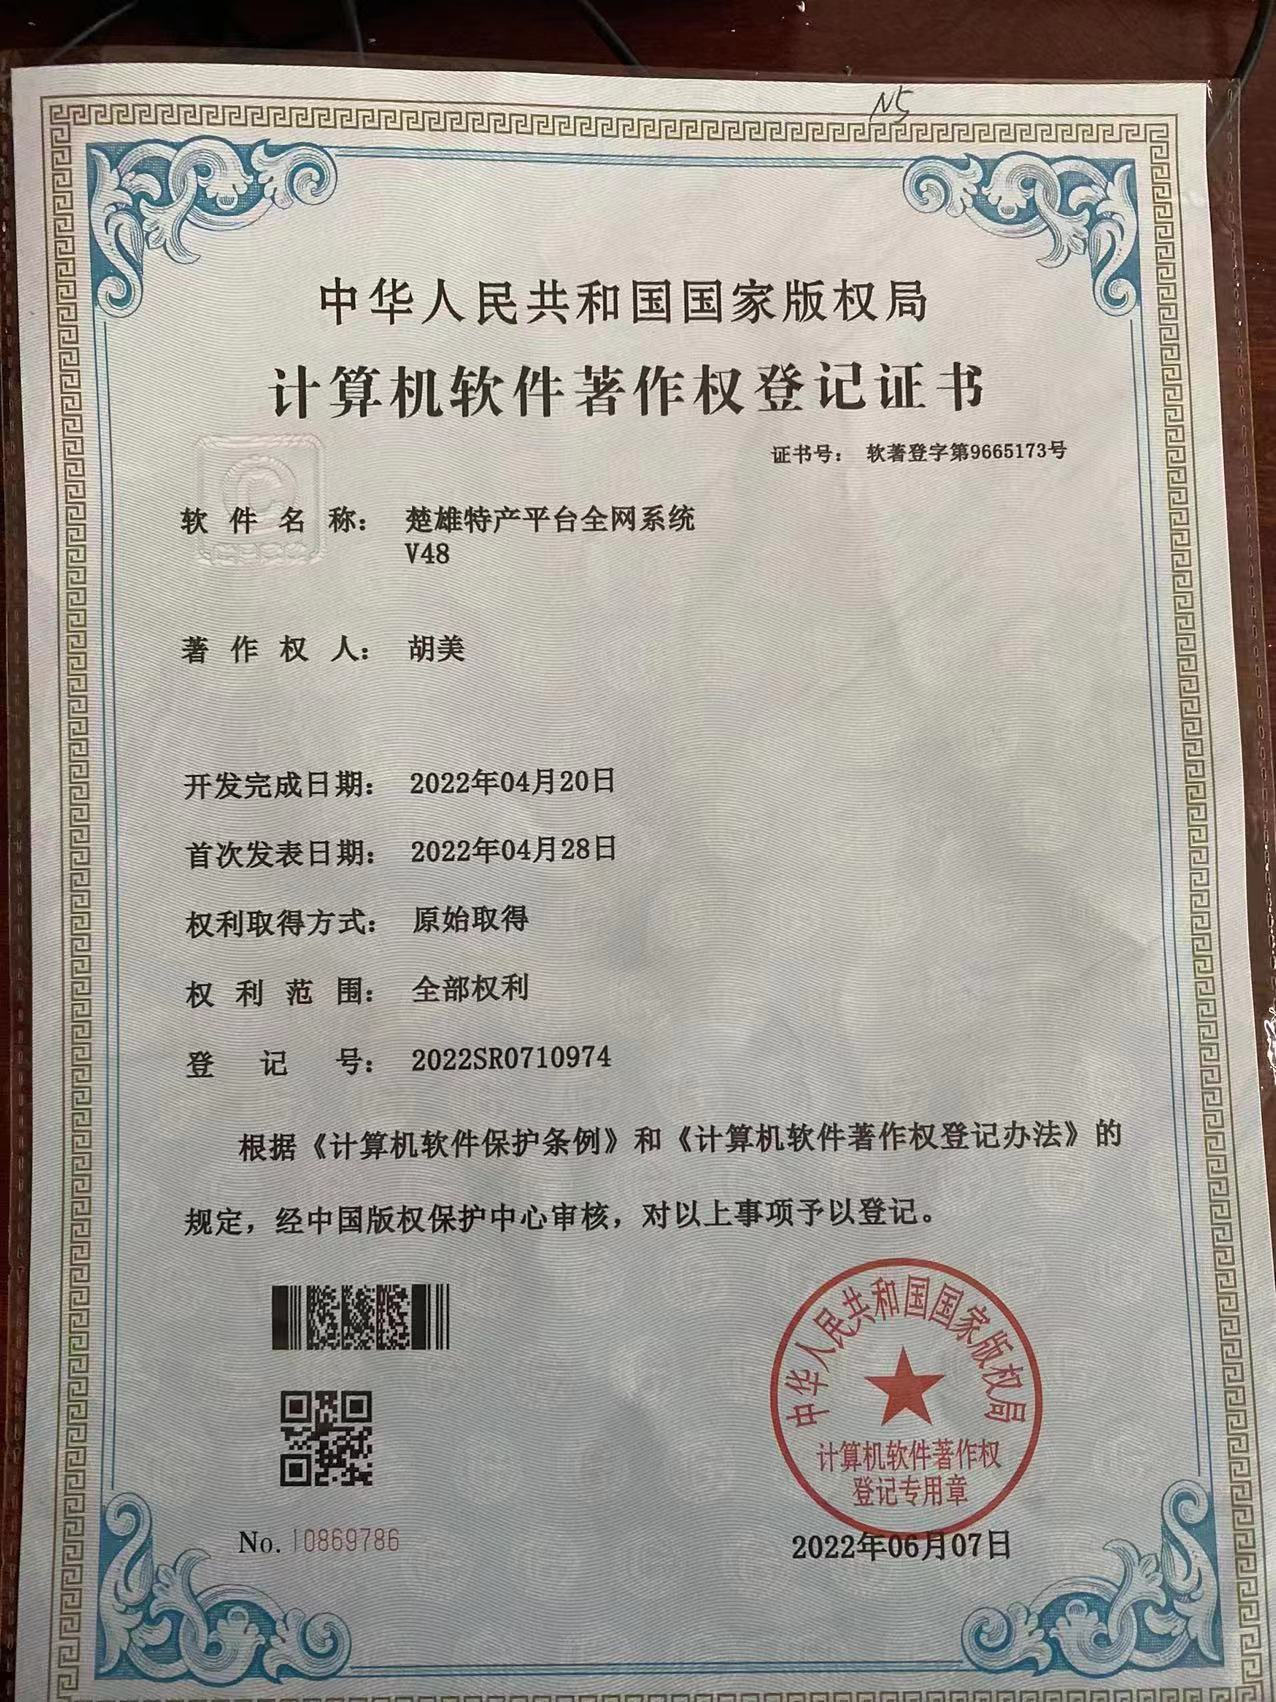 N5
中华人民共和国国家版权局
计算机软件著作权登记证书
证书号： 软著登字第9665173号
软件名称： 楚雄特产平台全网系统
V48
著作权人： 胡美
开发完成日期： 2022年04月20日
首次发表日期： 2022年04月28日
权利取得方式： 原始取得
权利范围： 全部权利
登记号： 2022SR0710974
根据《计算机软件保护条例》和《计算机软件著作权登记办法》的
规定，经中国版权保护中心审核，对以上事项予以登记。
中华人民共和国国家版权局
计算机软件著作权
登记专用章
No. 10869786
2022年06月07日